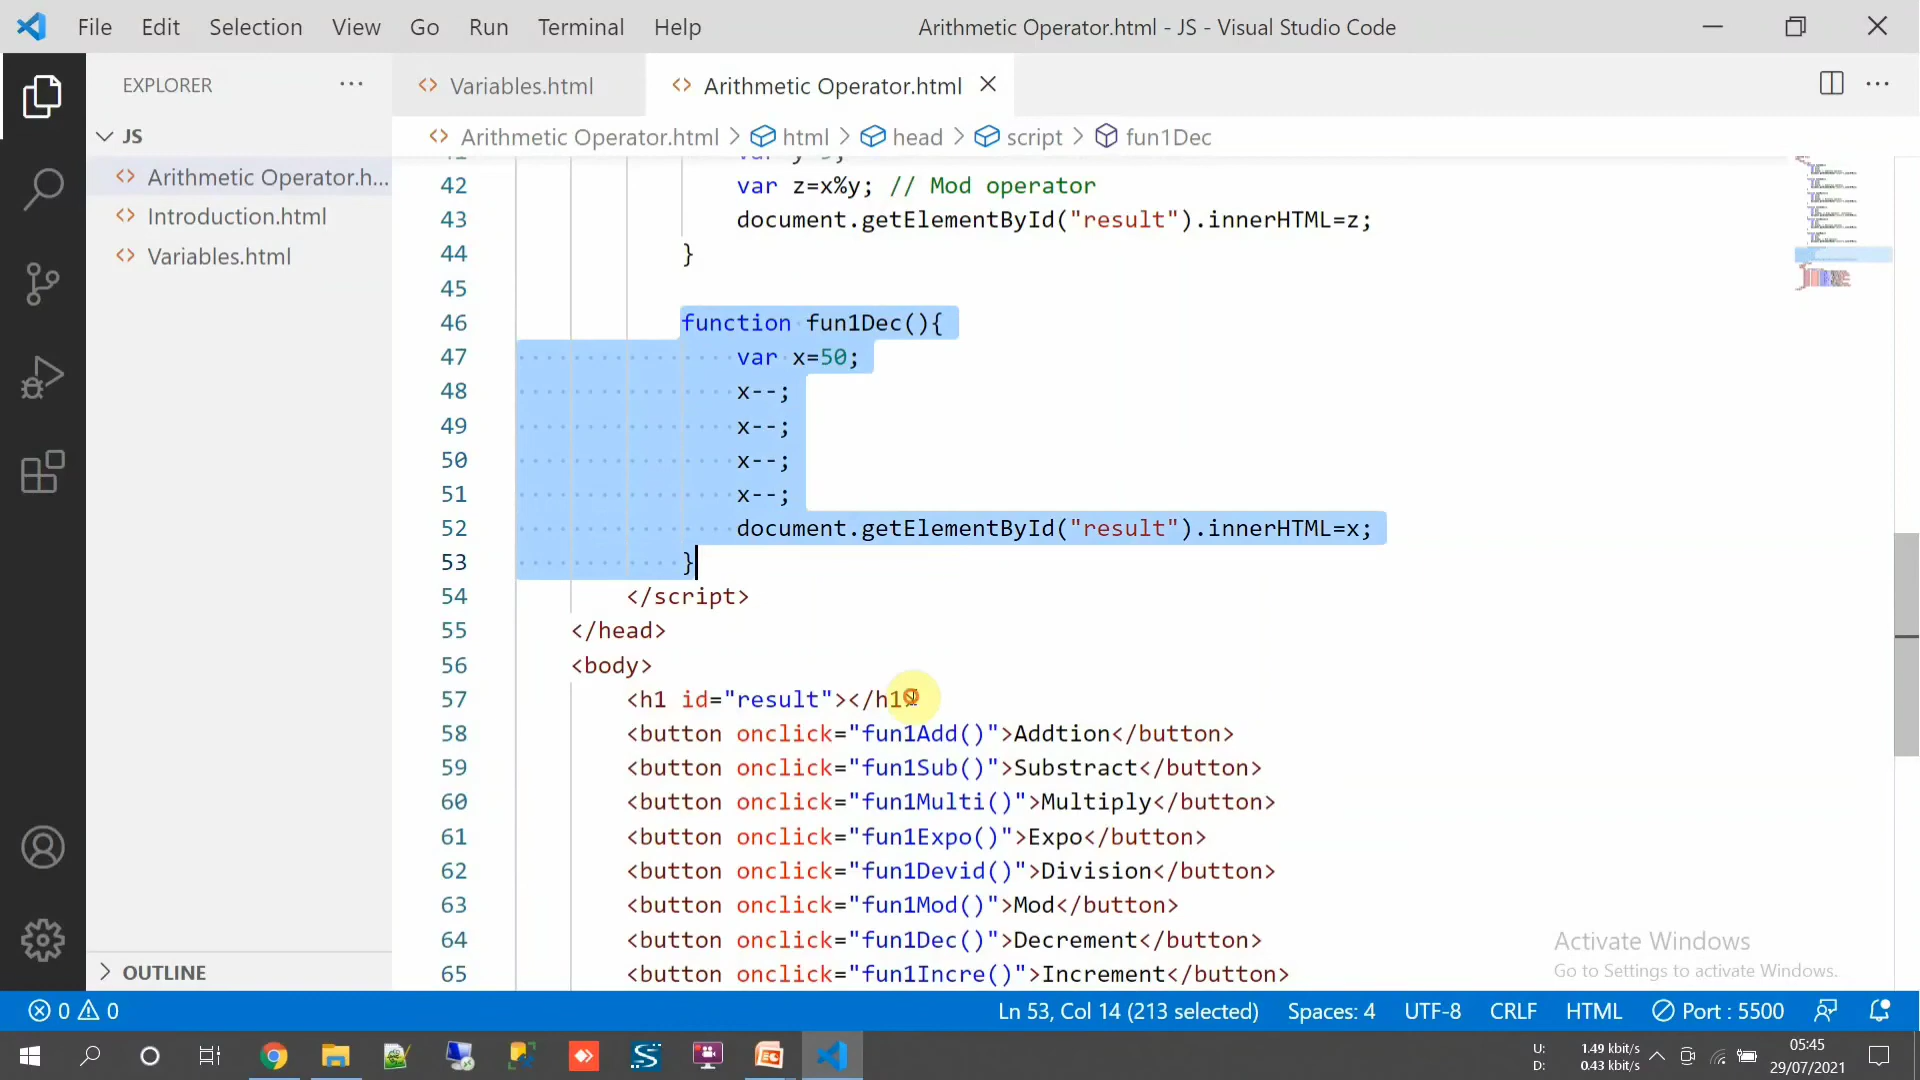 File Edit Selection View Go Run Terminal Help
Arithmetic Operator.html - JS - Visual Studio Code
EXPLORER
Variables.html
Arithmetic Operator.html
JS
Arithmetic Operator.html > html > head > script > fun1Dec
Arithmetic Operator.h...
Introduction.html
Variables.html
42 var z=x%y; // Mod operator
43 document.getElementById("result").innerHTML=z;
44 }
45
46 function fun1Dec(){
47 var x=50;
48 x--;
49 x--;
50 x--;
51 x--;
52 document.getElementById("result").innerHTML=x;
53 }
54 </script>
55 </head>
56 <body>
57 <h1 id="result"></h1>
58 <button onclick="fun1Add()">Addtion</button>
59 <button onclick="fun1Sub()">Substract</button>
60 <button onclick="fun1Multi()">Multiply</button>
61 <button onclick="fun1Expo()">Expo</button>
62 <button onclick="fun1Devid()">Division</button>
63 <button onclick="fun1Mod()">Mod</button>
64 <button onclick="fun1Dec()">Decrement</button>
65 <button onclick="fun1Incre()">Increment</button>
Activate Windows
Go to Settings to activate Windows.
OUTLINE
0 0
Ln 53, Col 14 (213 selected) Spaces: 4 UTF-8 CRLF HTML Port : 5500
U: 1.49 kbit/s
D: 0.43 kbit/s
05:45
29/07/2021